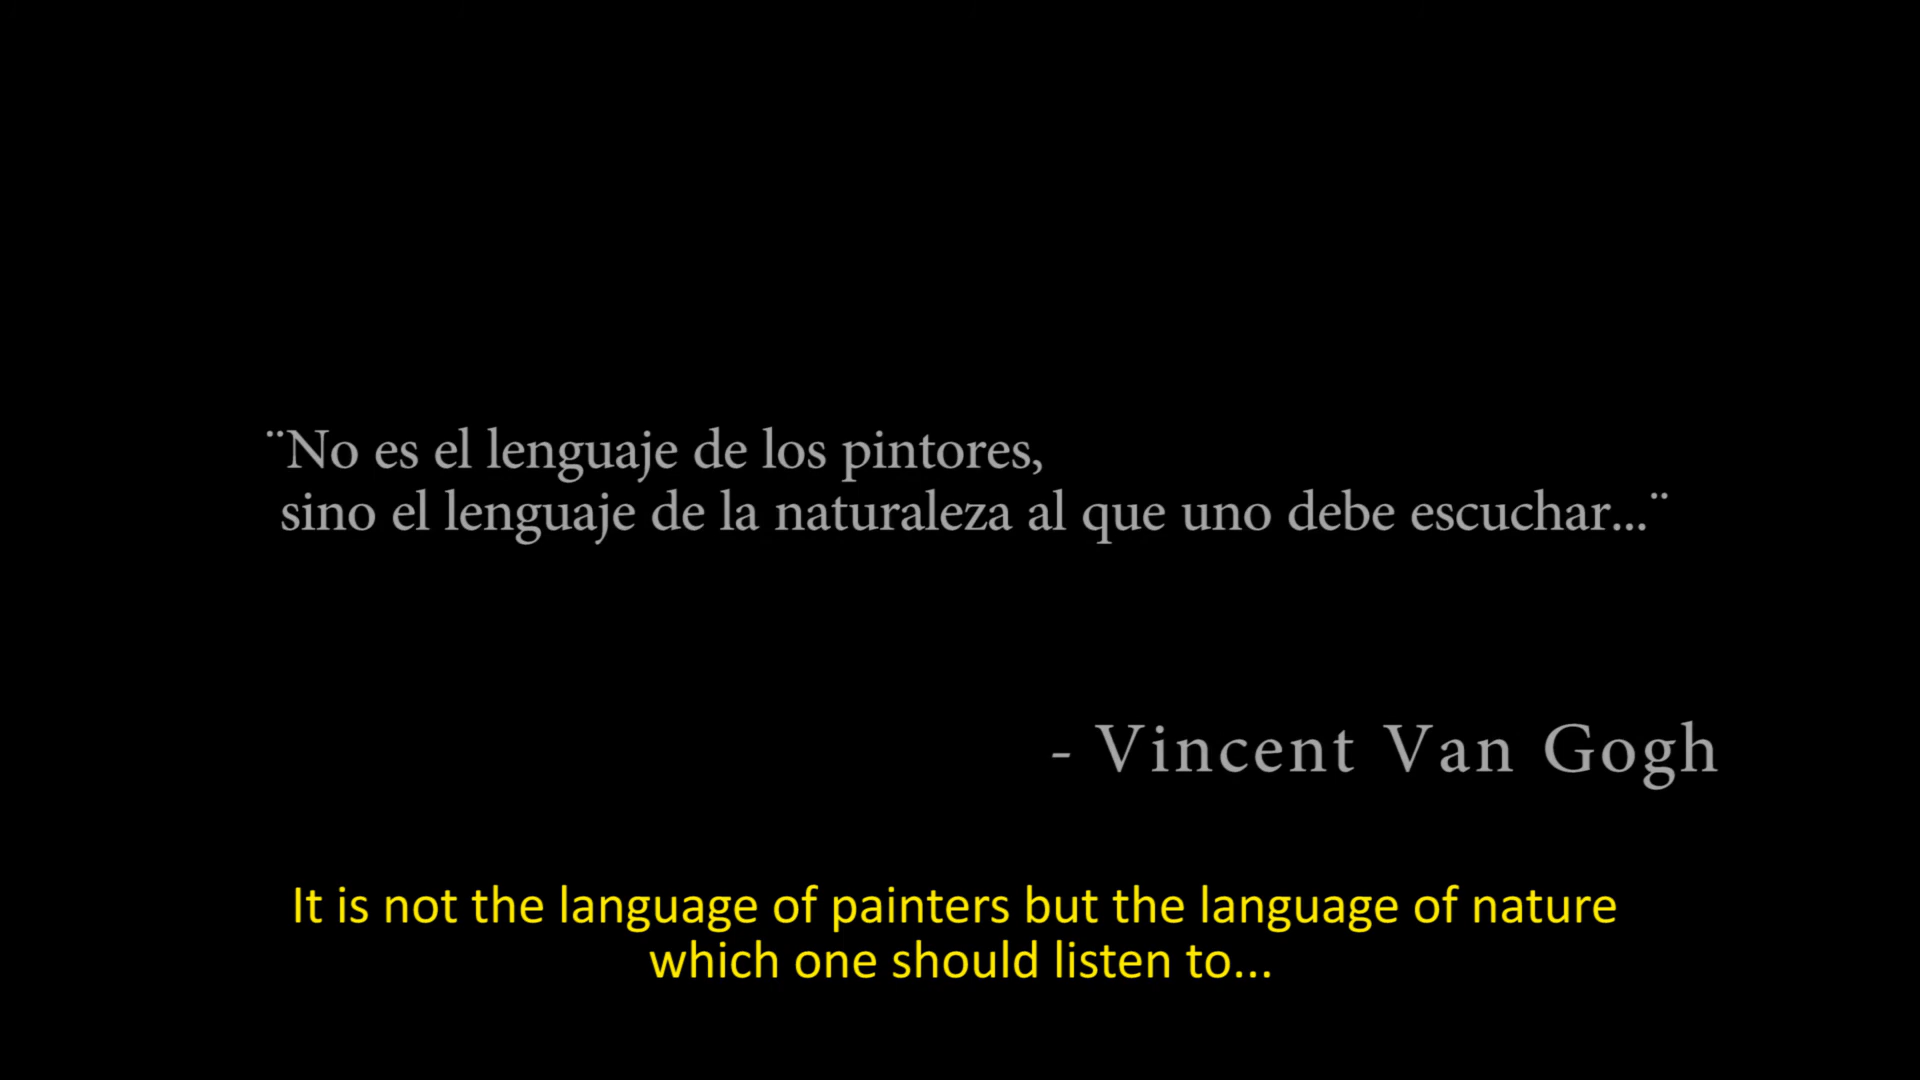 ¨No es el lenguaje de los pintores,
sino el lenguaje de la naturaleza al que uno debe escuchar...¨
- Vincent Van Gogh
It is not the language of painters but the language of nature
which one should listen to...